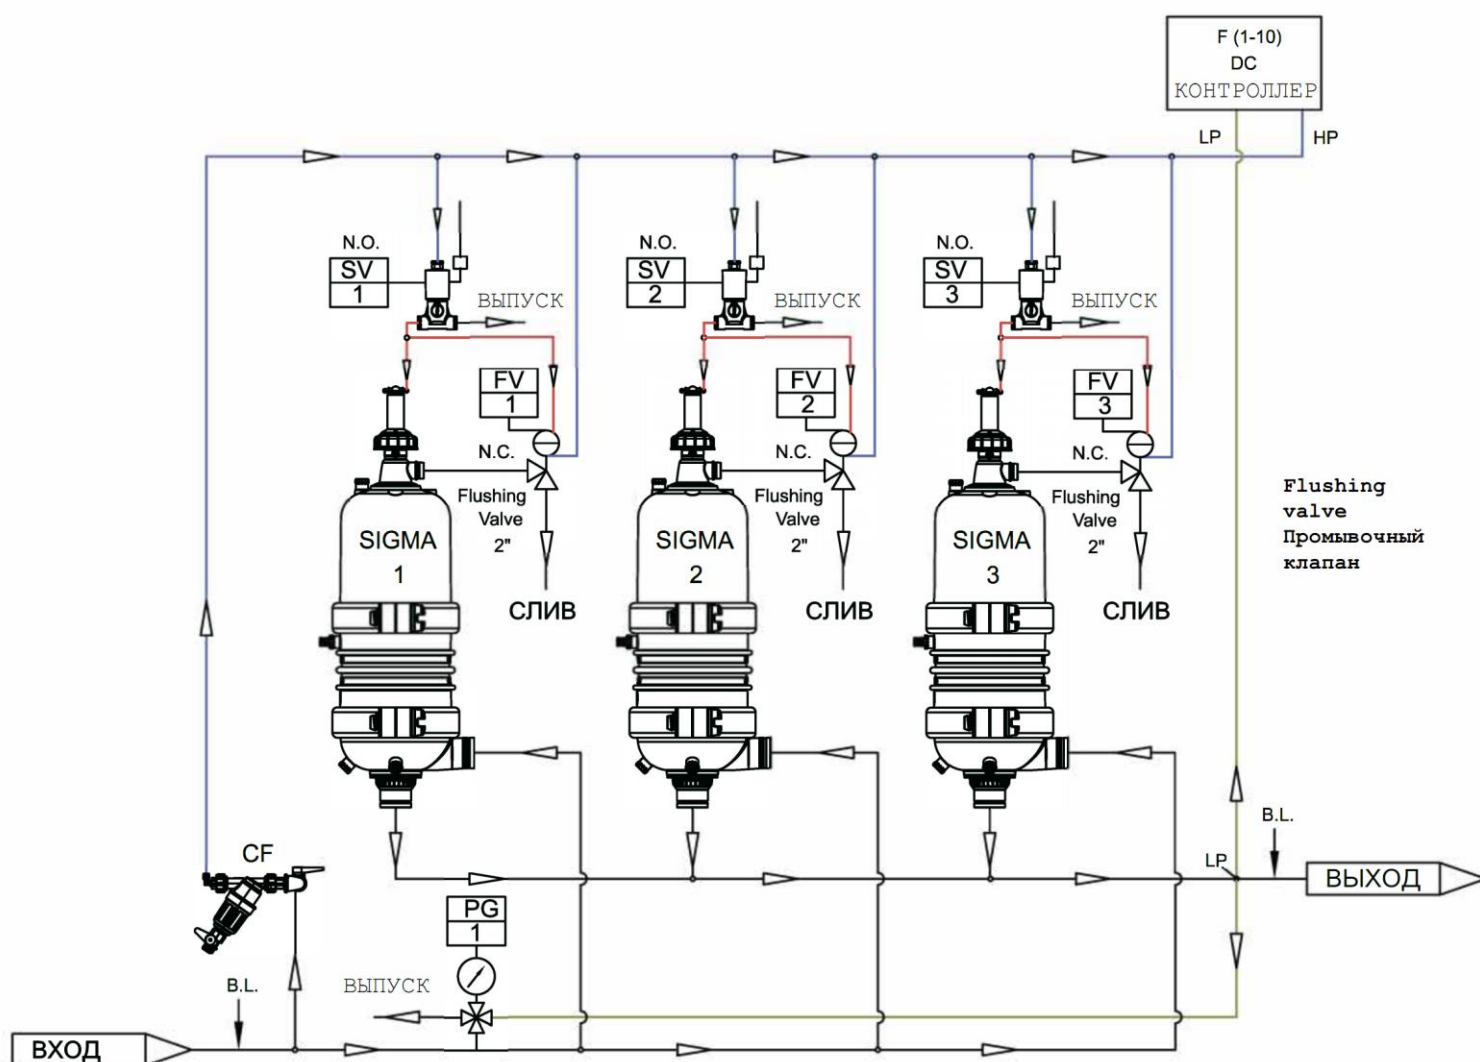 F (1-10)
DC
КОНТРОЛЛЕР
LP
HP
N.O.
SV
1
ВЫПУСК
N.O.
SV
2
ВЫПУСК
N.O.
SV
3
ВЫПУСК
FV
1
FV
2
FV
3
N.C.
N.C.
N.C.
Flushing
Valve
2"
Flushing
Valve
2"
Flushing
Valve
2"
Flushing
valve
Промывочный
клапан
SIGMA
1
SIGMA
2
SIGMA
3
СЛИВ
СЛИВ
СЛИВ
CF
B.L.
LP
ВЫХОД
PG
1
B.L.
ВЫПУСК
ВХОД